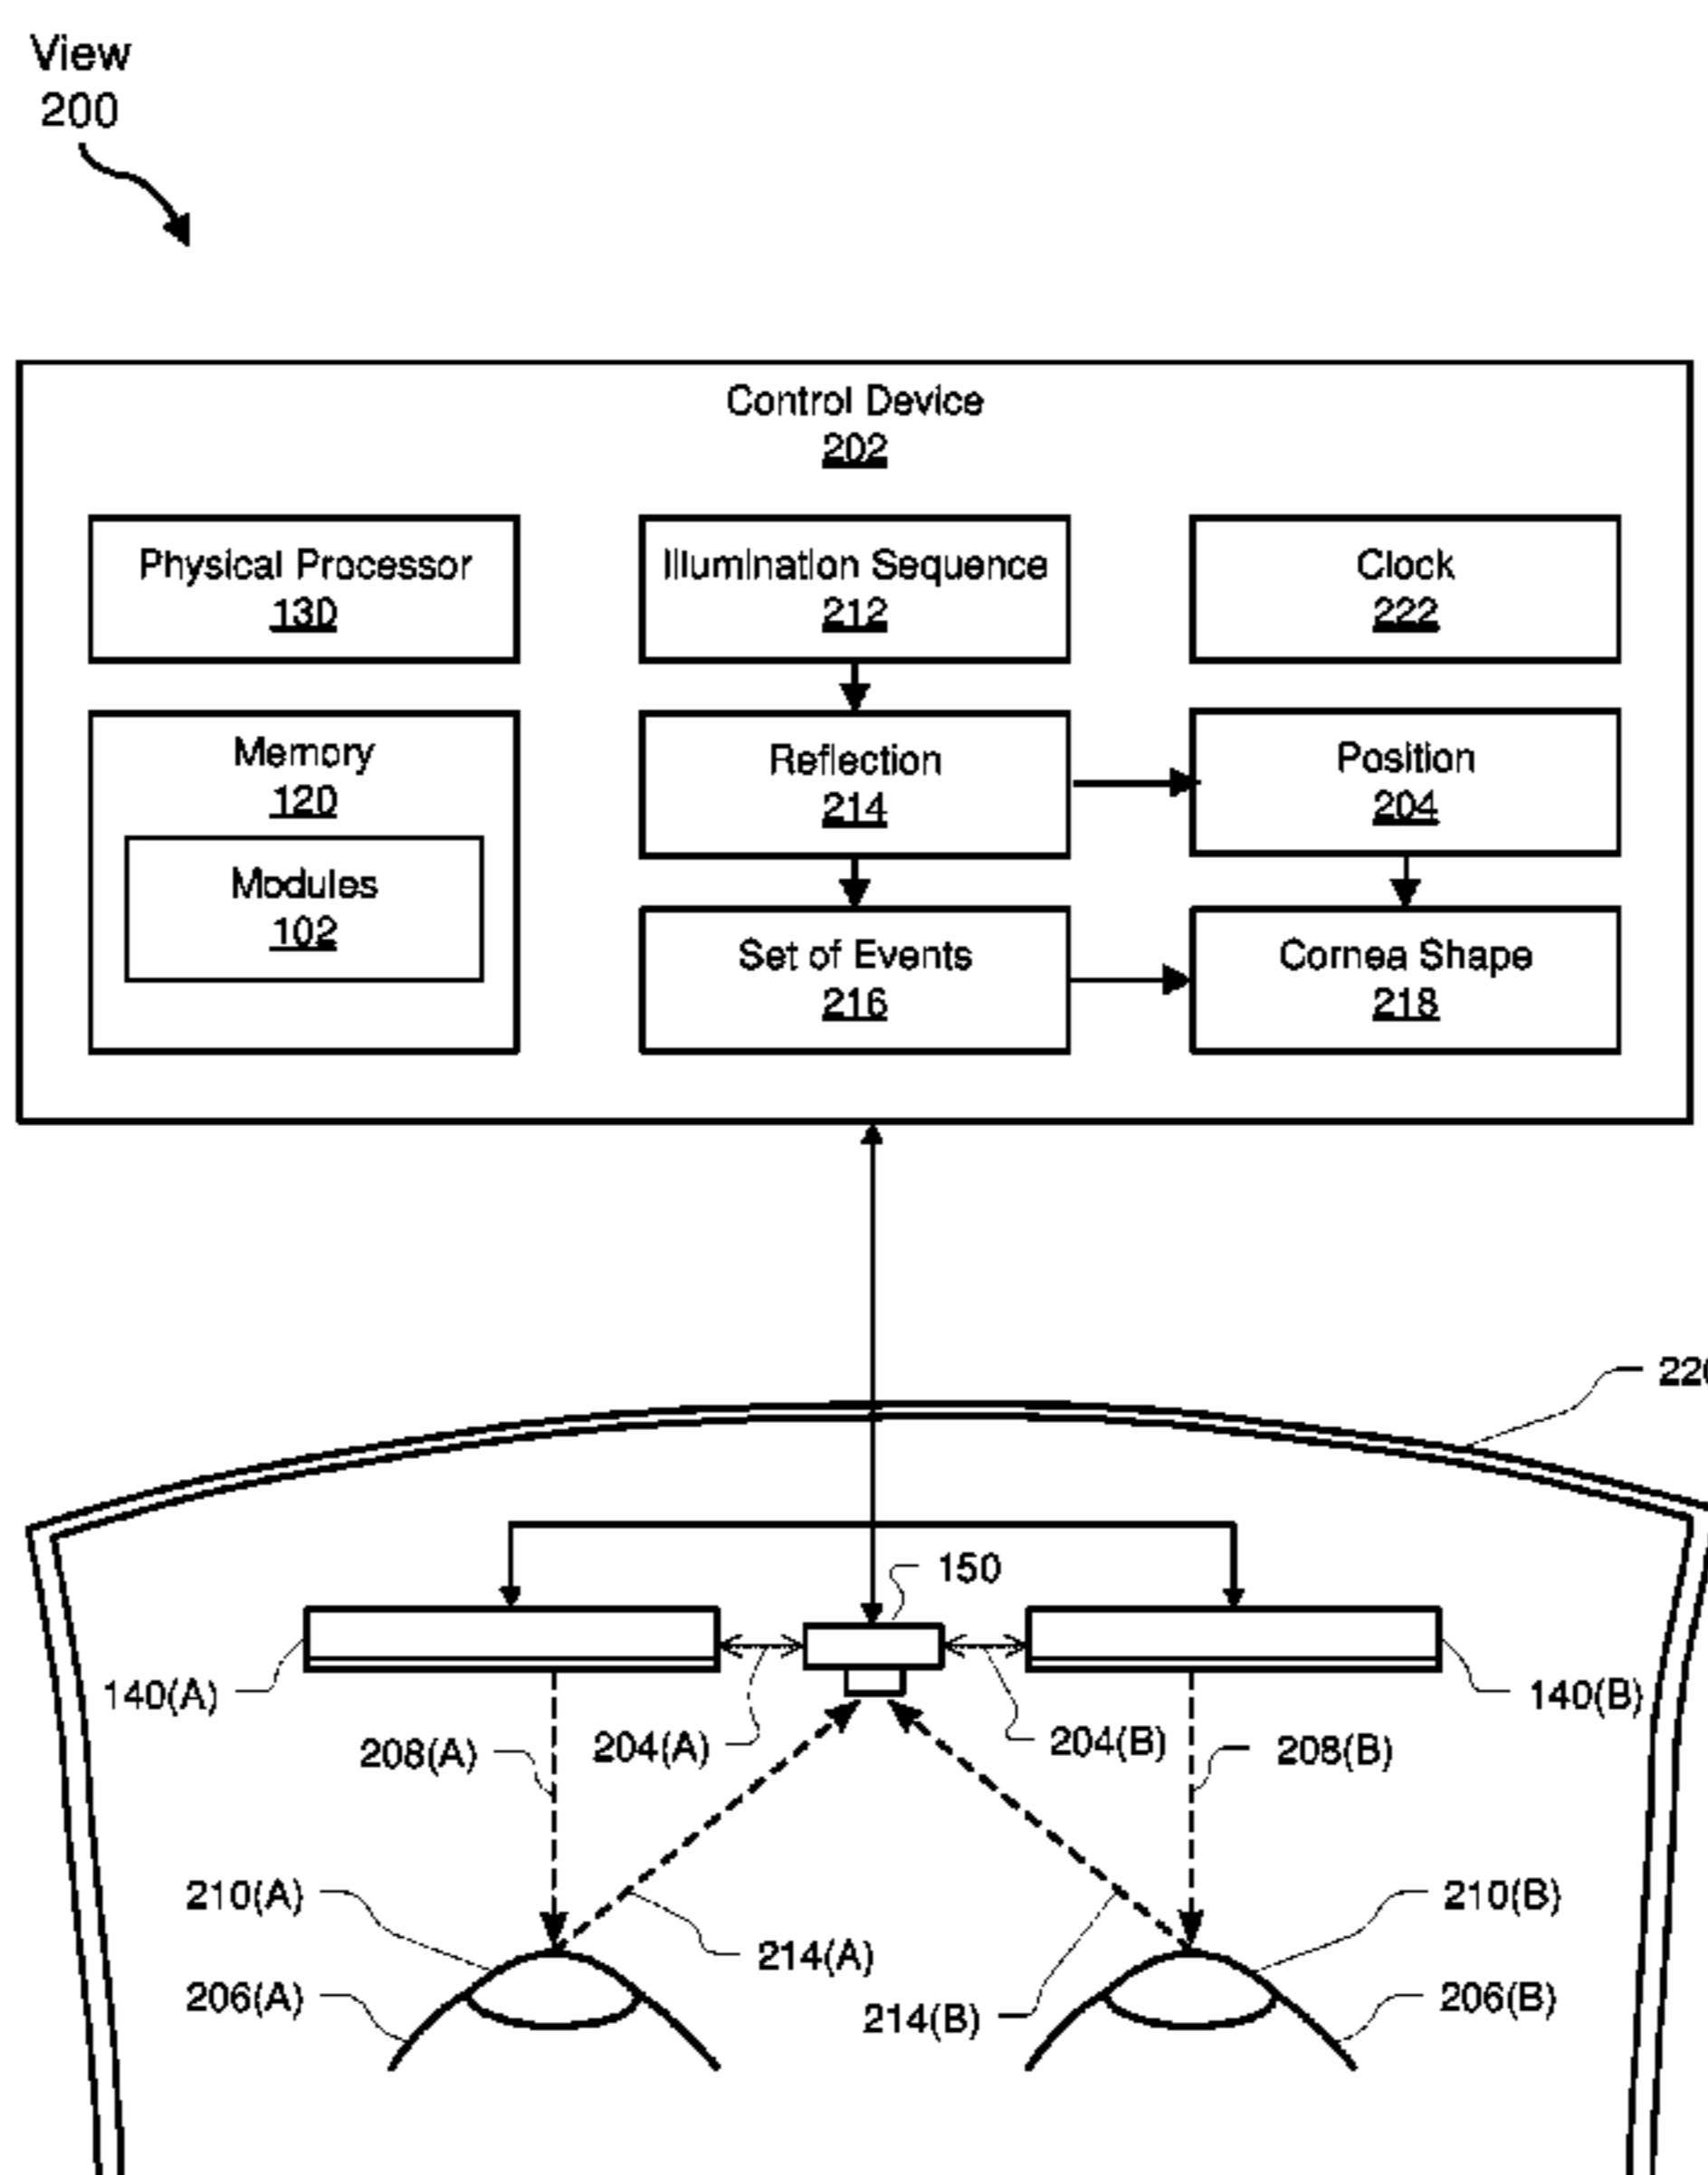 View
200
Control Device
202
Physical Processor
130
Illumination Sequence
212
Clock
222
Memory
120
Reflection
214
Position
204
Modules
102
Set of Events
216
Cornea Shape
218
150
140(A)
140(B)
208(A)
204(A)
204(B)
208(B)
210(A)
210(B)
214(A)
206(A)
206(B)
214(B)